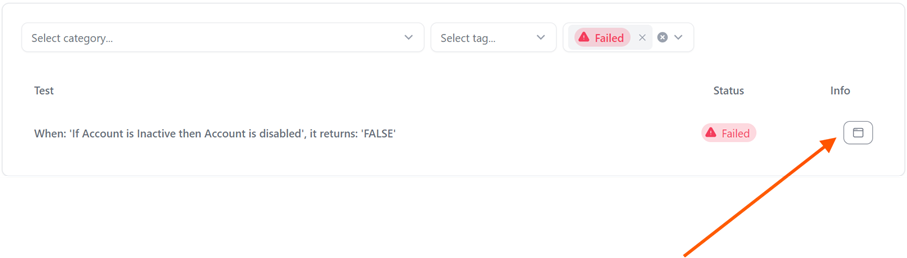 Select category... Select tag... Failed
Test Status Info
When: 'If Account is Inactive then Account is disabled', it returns: 'FALSE' Failed